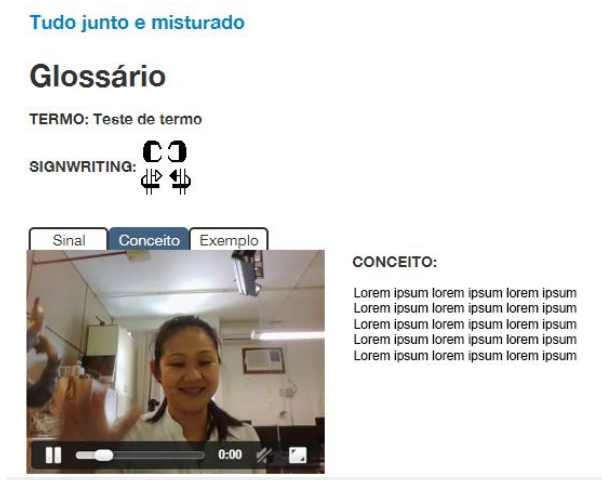 Tudo junto e misturado
Glossário
TERMO: Teste de termo
SIGNWRITING:
Sinal Conceito Exemplo
CONCEITO:
Lorem ipsum lorem ipsum lorem ipsum
Lorem ipsum lorem ipsum lorem ipsum
Lorem ipsum lorem ipsum lorem ipsum
Lorem ipsum lorem ipsum lorem ipsum
Lorem ipsum lorem ipsum lorem ipsum
0:00